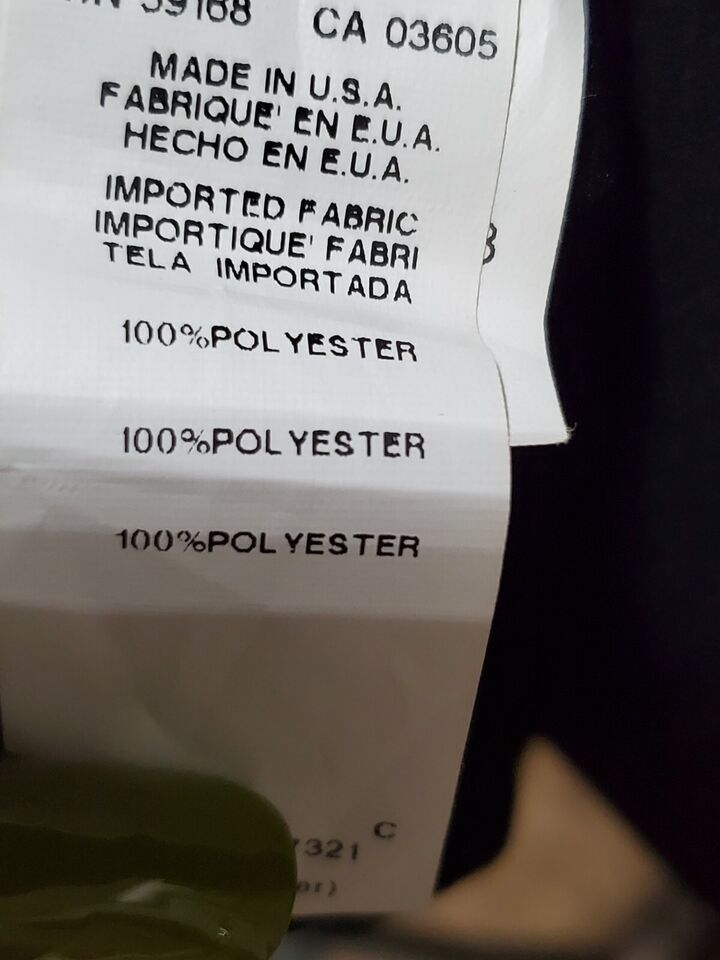 59168 CA 03605
MADE IN U.S.A.
FABRIQUE' EN E.U.A.
HECHO EN E.U.A.
IMPORTED FABRIC
IMPORTIQUE' FABRI
TELA IMPORTADA
100%POLYESTER
100%POLYESTER
100%POLYESTER
C